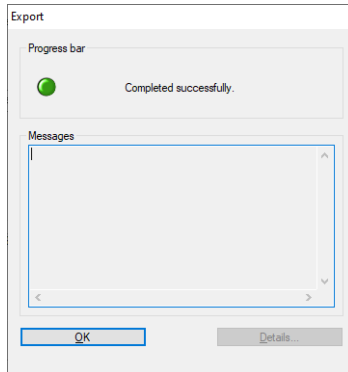 Export
Progress bar
Completed successfully.
Messages
OK
Details...